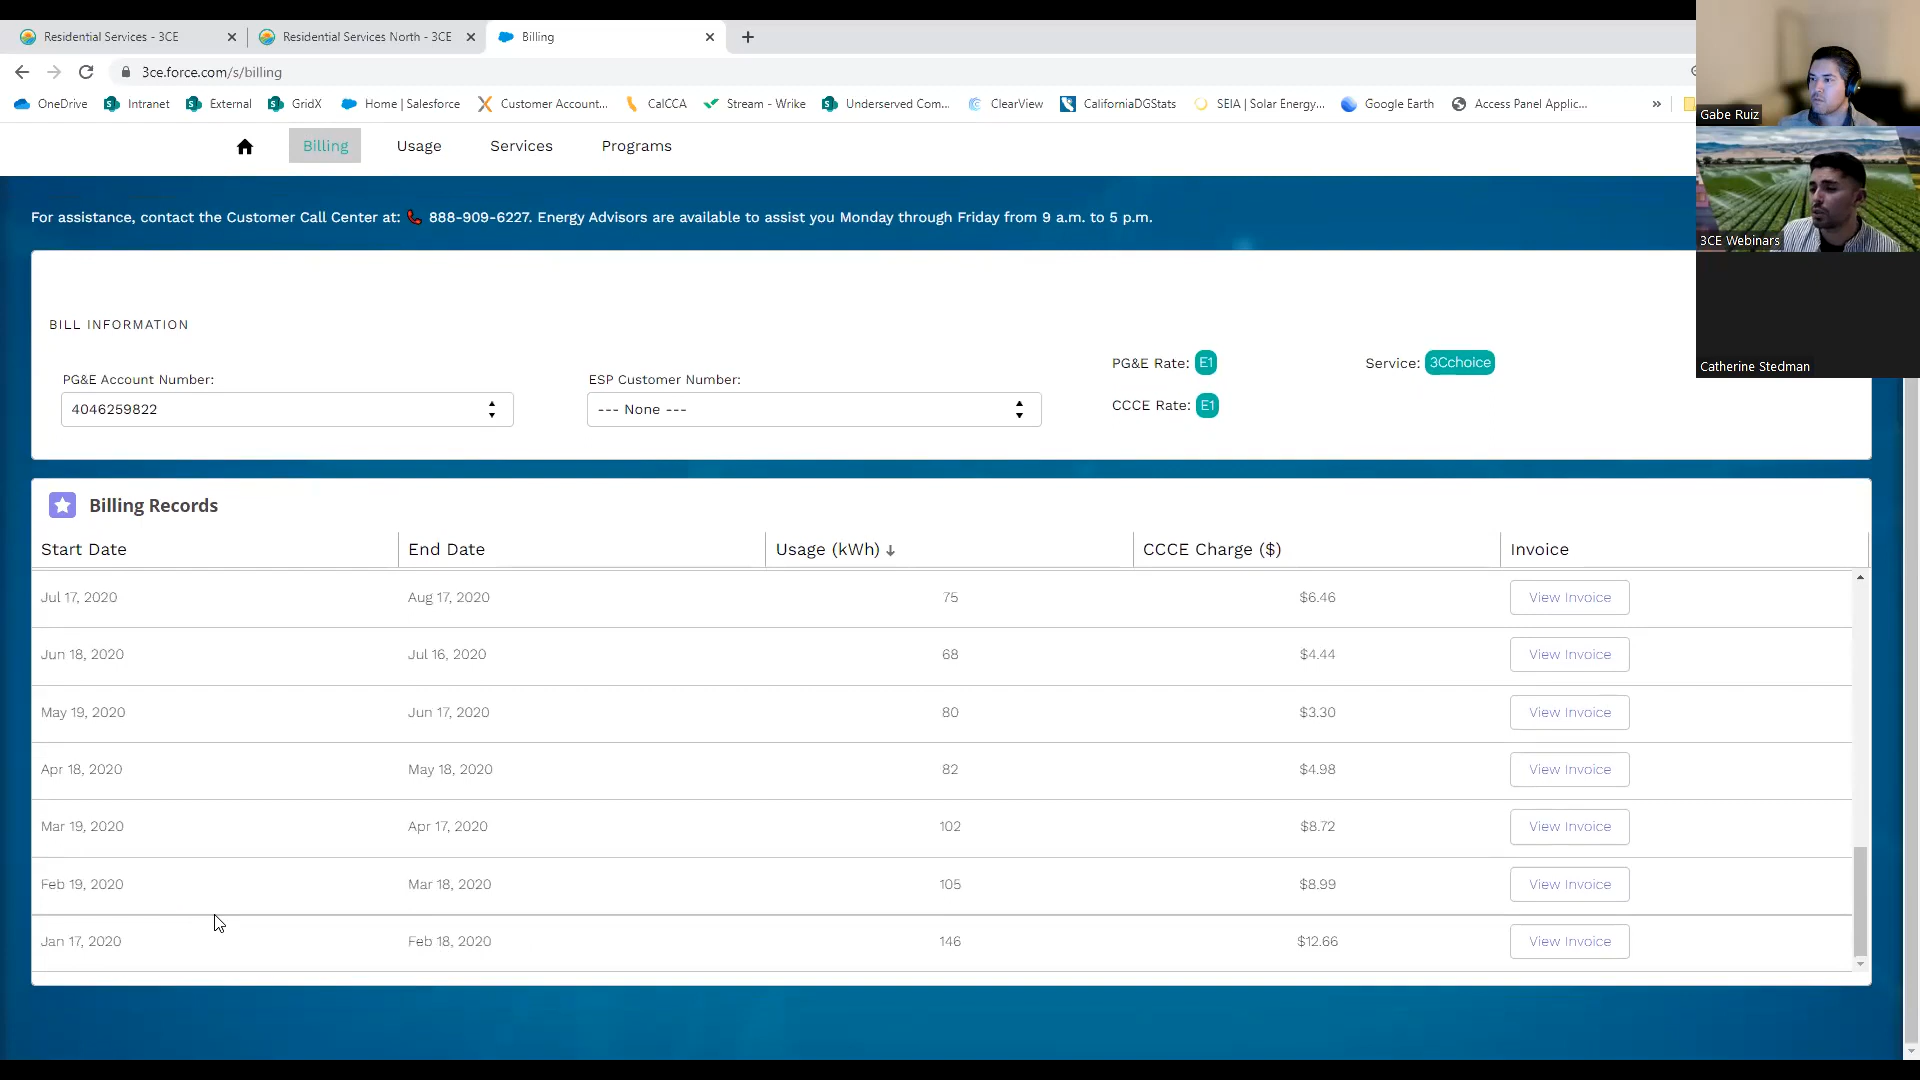 Residential Services - 3CE
Residential Services North - 3CE
Billing
3ce.force.com/s/billing
OneDrive
Intranet
External
GridX
Home | Salesforce
Customer Account...
CalCCA
Stream - Wrike
Underserved Com...
ClearView
CaliforniaDGStats
SEIA | Solar Energy,...
Google Earth
Access Panel Applic...
Gabe Ruiz
Billing
Usage
Services
Programs
For assistance, contact the Customer Call Center at: 888-909-6227. Energy Advisors are available to assist you Monday through Friday from 9 a.m. to 5 p.m.
3CE Webinars
Catherine Stedman
BILL INFORMATION
PG&E Account Number:
4046259822
ESP Customer Number:
--- None ---
PG&E Rate: E1
Service: 3Cchoice
CCCE Rate: E1
Billing Records
Start Date End Date Usage (kWh) CCCE Charge ($) Invoice
Jul 17, 2020 Aug 17, 2020 75 $6.46 View Invoice
Jun 18, 2020 Jul 16, 2020 68 $4.44 View Invoice
May 19, 2020 Jun 17, 2020 80 $3.30 View Invoice
Apr 18, 2020 May 18, 2020 82 $4.98 View Invoice
Mar 19, 2020 Apr 17, 2020 102 $8.72 View Invoice
Feb 19, 2020 Mar 18, 2020 105 $8.99 View Invoice
Jan 17, 2020 Feb 18, 2020 146 $12.66 View Invoice